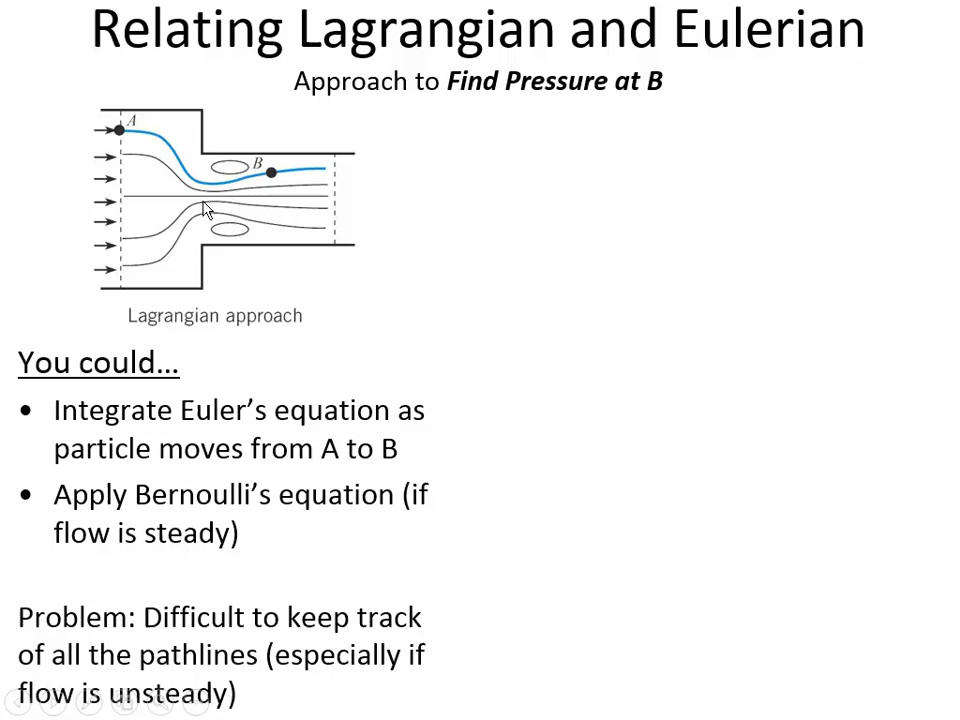 Relating Lagrangian and Eulerian
Approach to Find Pressure at B
A
B
Lagrangian approach
You could...
• Integrate Euler’s equation as
particle moves from A to B
• Apply Bernoulli’s equation (if
flow is steady)
Problem: Difficult to keep track
of all the pathlines (especially if
flow is unsteady)